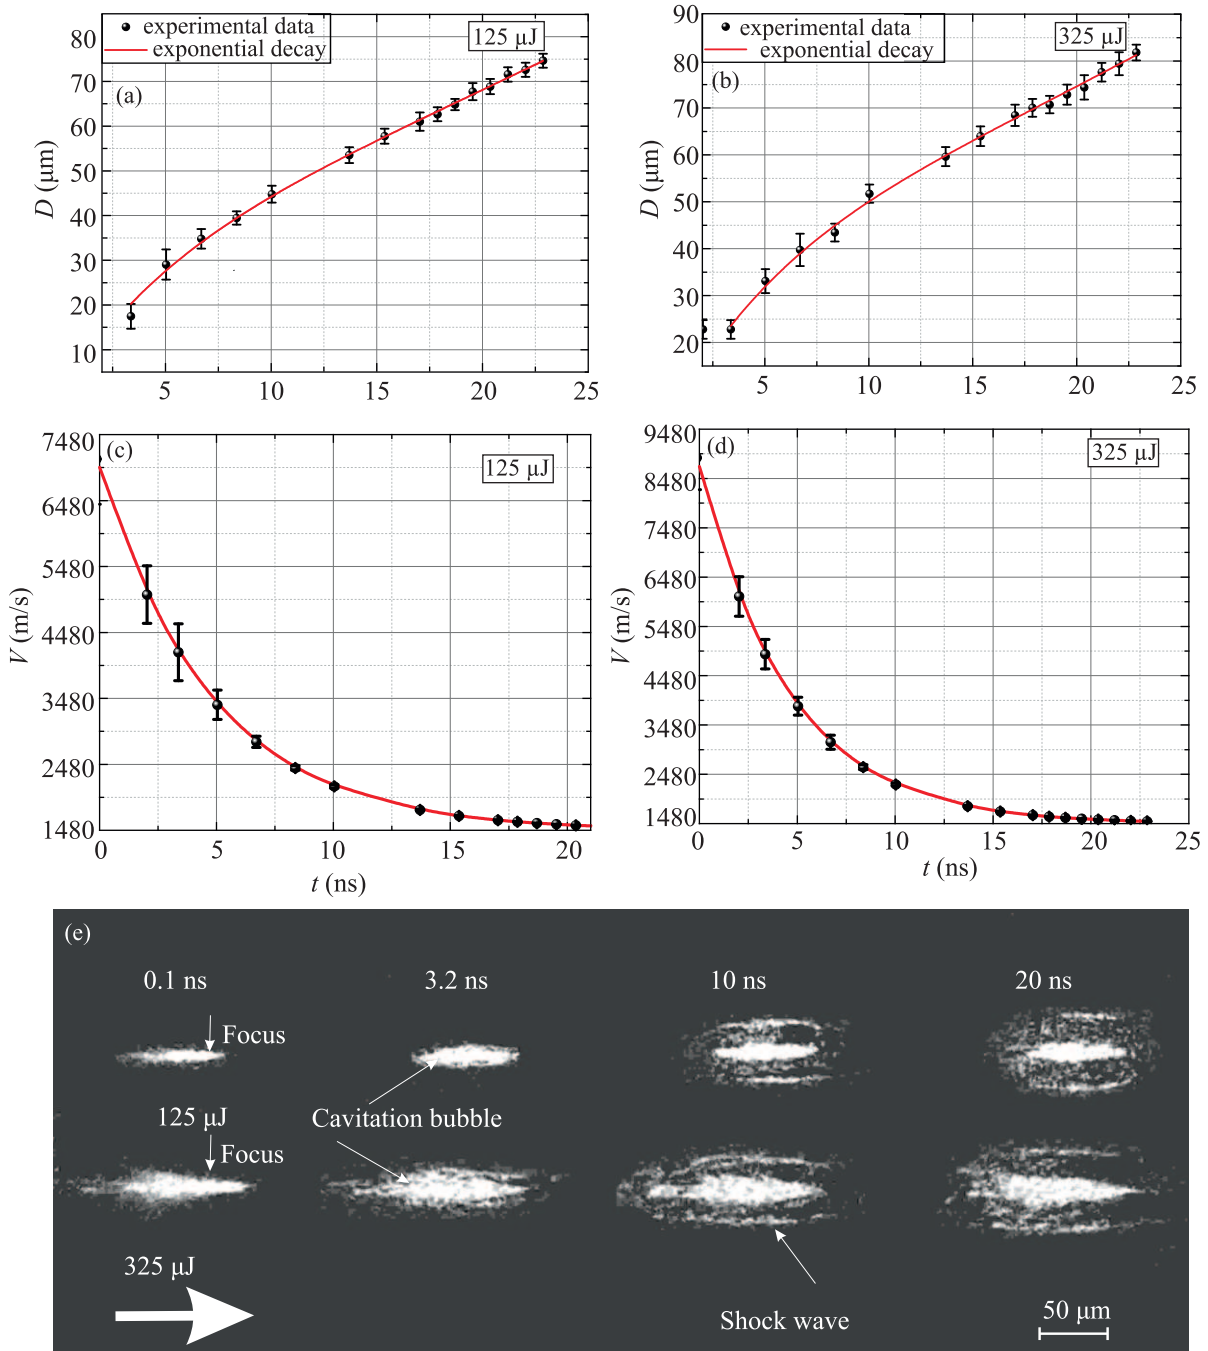 experimental data
exponential decay
125 μJ
(a)
D (μm)
80
70
60
50
40
30
20
10
5
10
15
20
25
experimental data
exponential decay
325 μJ
(b)
D (μm)
90
80
70
60
50
40
30
20
5
10
15
20
25
(c)
125 μJ
V (m/s)
7480
6480
5480
4480
3480
2480
1480
0
5
10
15
20
t (ns)
(d)
325 μJ
V (m/s)
9480
8480
7480
6480
5480
4480
3480
2480
1480
0
5
10
15
20
25
t (ns)
(e)
0.1 ns
3.2 ns
10 ns
20 ns
Focus
125 μJ
Cavitation bubble
Focus
325 μJ
Shock wave
50 μm